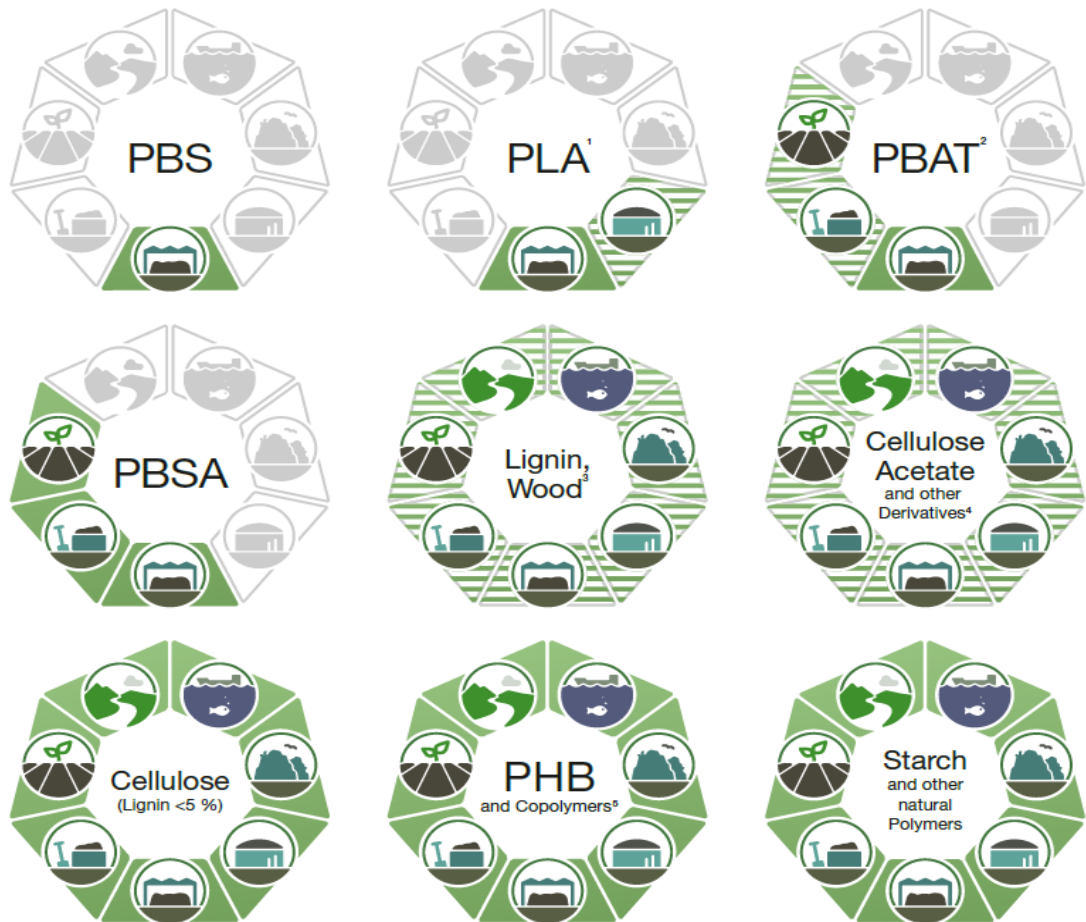 PBS
PLA¹
PBAT²
PBSA
Lignin,
Wood³
Cellulose
Acetate
and other
Derivatives⁴
Cellulose
(Lignin <5 %)
PHB
and Copolymers⁵
Starch
and other
natural
Polymers